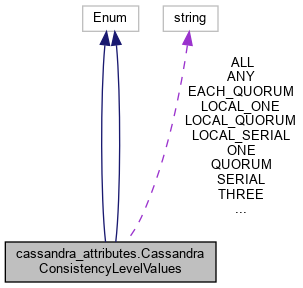 Enum
string
ALL
ANY
EACH_QUORUM
LOCAL_ONE
LOCAL_QUORUM
LOCAL_SERIAL
ONE
QUORUM
SERIAL
THREE
...
cassandra_attributes.Cassandra
ConsistencyLevelValues